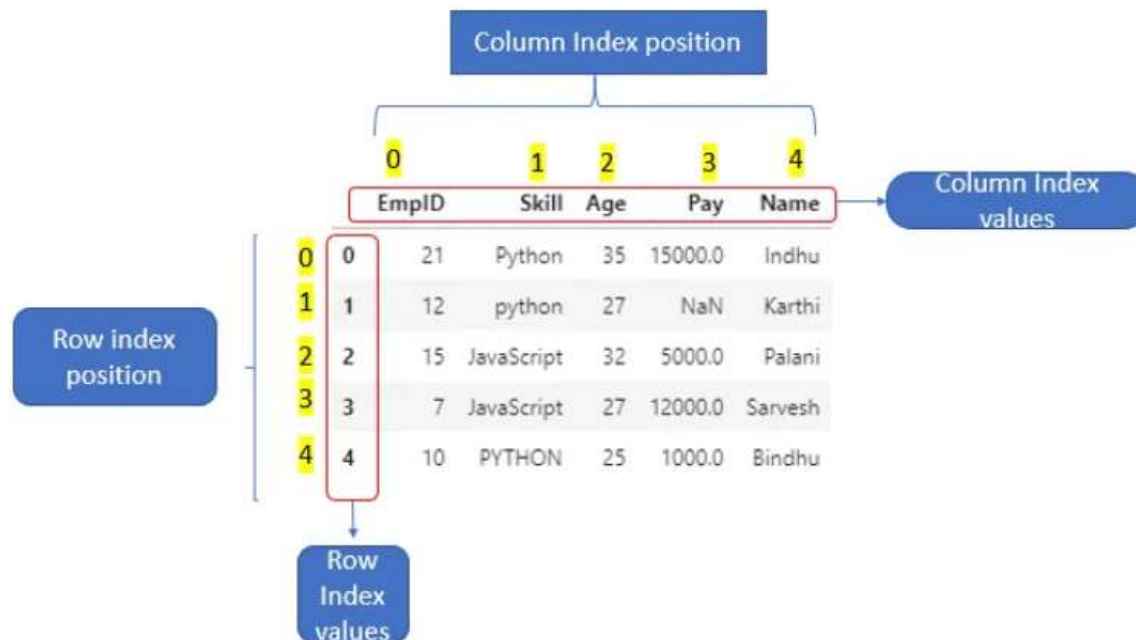 Column Index position
0 1 2 3 4
EmpID Skill Age Pay Name
Column Index
values
0 0 21 Python 35 15000.0 Indhu
1 1 12 python 27 NaN Karthi
Row index
position
2 2 15 JavaScript 32 5000.0 Palani
3 3 7 JavaScript 27 12000.0 Sarvesh
4 4 10 PYTHON 25 1000.0 Bindhu
Row
Index
values